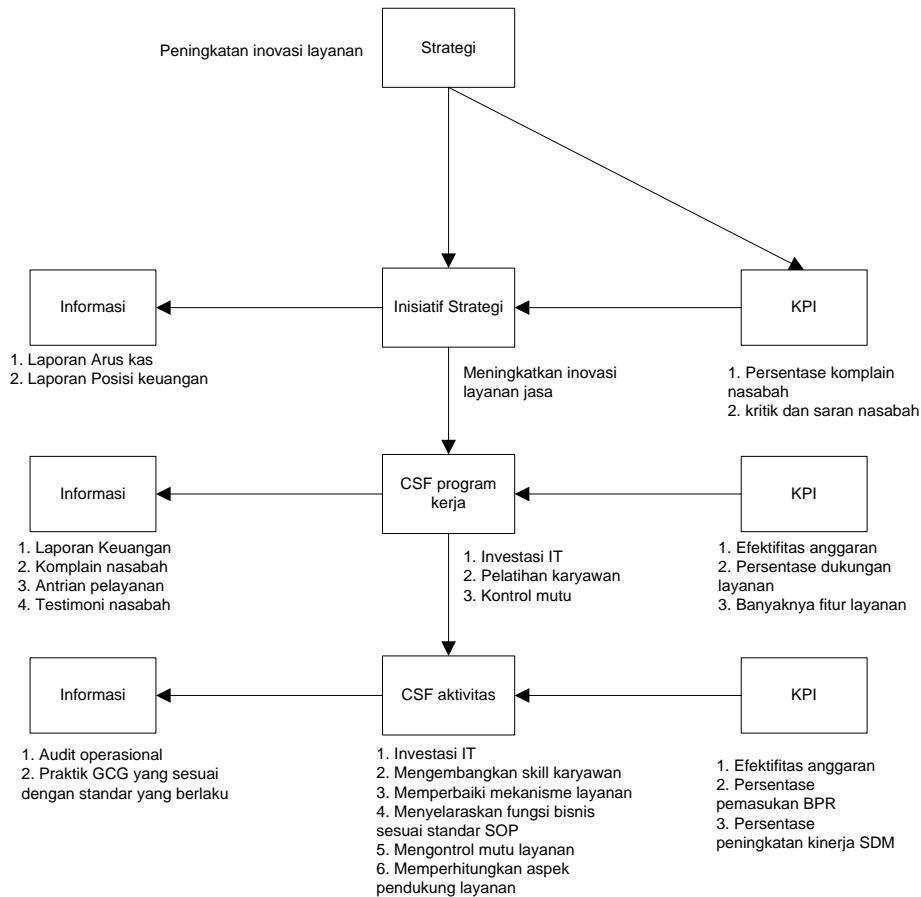 Peningkatan inovasi layanan
Strategi
Informasi
Inisiatif Strategi
KPI
1. Laporan Arus kas
2. Laporan Posisi keuangan
Meningkatkan inovasi
layanan jasa
1. Persentase komplain
nasabah
2. kritik dan saran nasabah
Informasi
CSF program
kerja
KPI
1. Laporan Keuangan
2. Komplain nasabah
3. Antrian pelayanan
4. Testimoni nasabah
1. Investasi IT
2. Pelatihan karyawan
3. Kontrol mutu
1. Efektifitas anggaran
2. Persentase dukungan
layanan
3. Banyaknya fitur layanan
Informasi
CSF aktivitas
KPI
1. Audit operasional
2. Praktik GCG yang sesuai
dengan standar yang berlaku
1. Investasi IT
2. Mengembangkan skill karyawan
3. Memperbaiki mekanisme layanan
4. Menyelaraskan fungsi bisnis
sesuai standar SOP
5. Mengontrol mutu layanan
6. Memperhitungkan aspek
pendukung layanan
1. Efektifitas anggaran
2. Persentase
pemasukan BPR
3. Persentase
peningkatan kinerja SDM